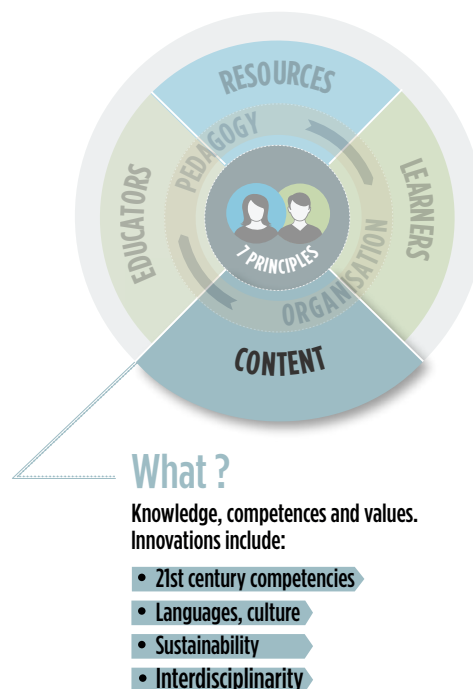 RESOURCES
PEDAGOGY
EDUCATORS
LEARNERS
7 PRINCIPLES
ORGANISATION
CONTENT
What ?
Knowledge, competences and values.
Innovations include:
• 21st century competencies
• Languages, culture
• Sustainability
• Interdisciplinarity